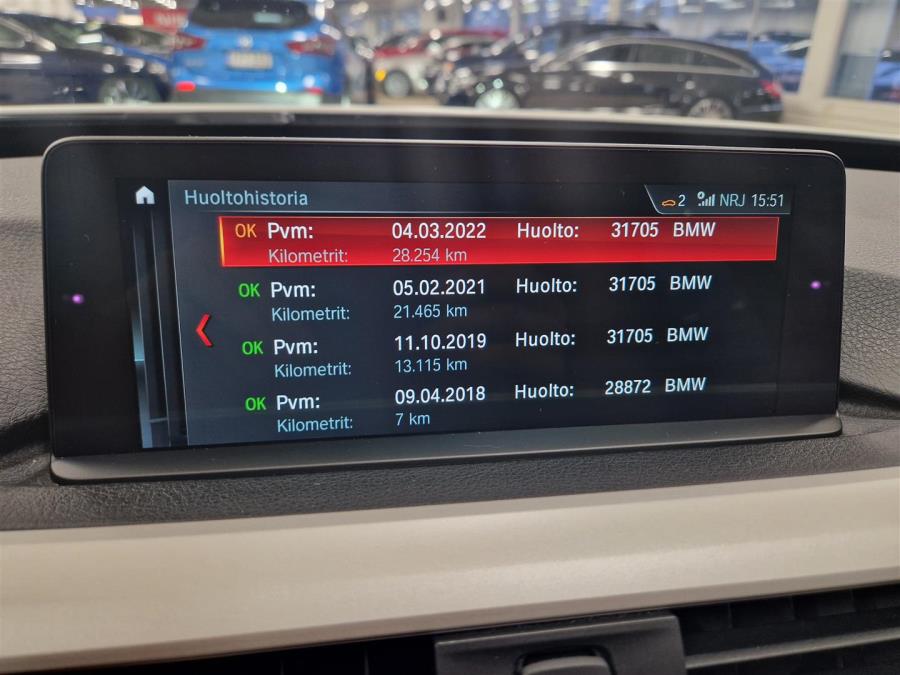 Huoltohistoria
2 NRJ 15:51
OK Pvm: 04.03.2022 Huolto: 31705 BMW
Kilometrit: 28.254 km
OK Pvm: 05.02.2021 Huolto: 31705 BMW
Kilometrit: 21.465 km
OK Pvm: 11.10.2019 Huolto: 31705 BMW
Kilometrit: 13.115 km
OK Pvm: 09.04.2018 Huolto: 28872 BMW
Kilometrit: 7 km